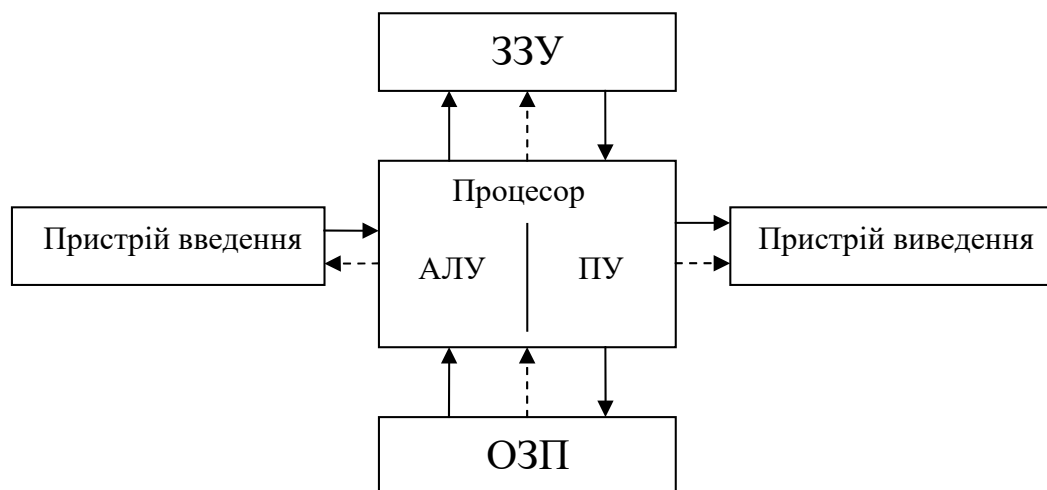 ЗЗУ
Процесор
Пристрій введення
АЛУ
ПУ
Пристрій виведення
ОЗП